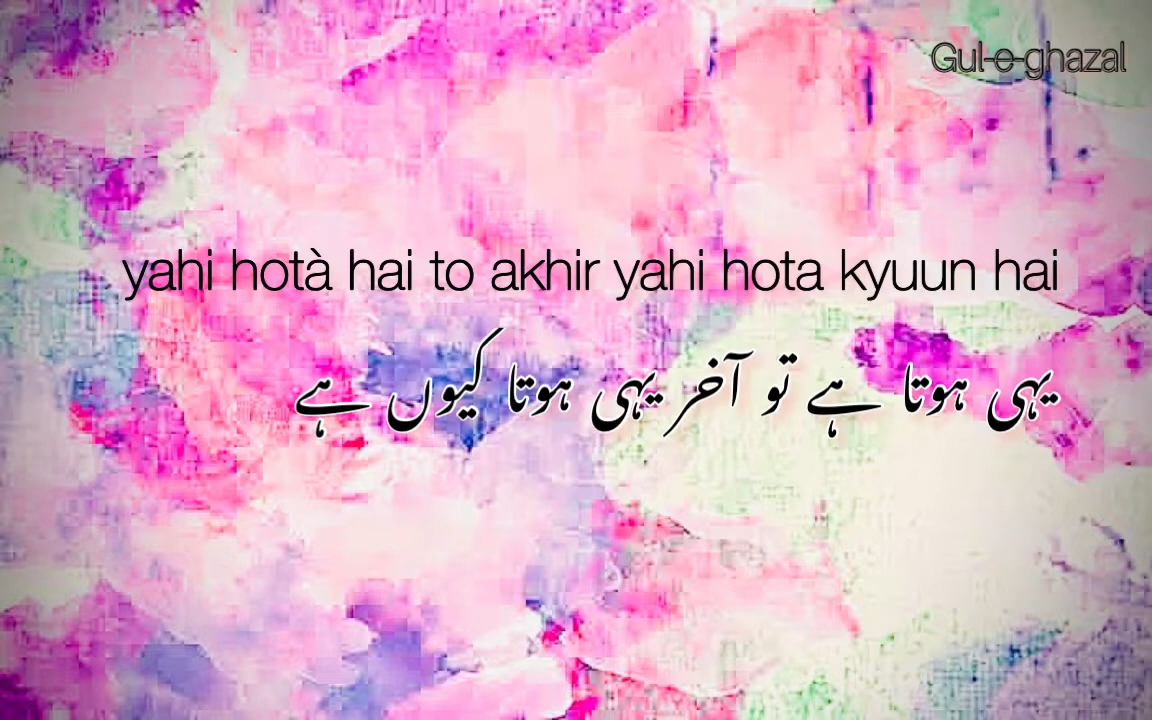 Gul-e-ghazal
yahi hotà hai to akhir yahi hota kyuun hai
یہی ہوتا ہے تو آخر یہی ہوتا کیوں ہے